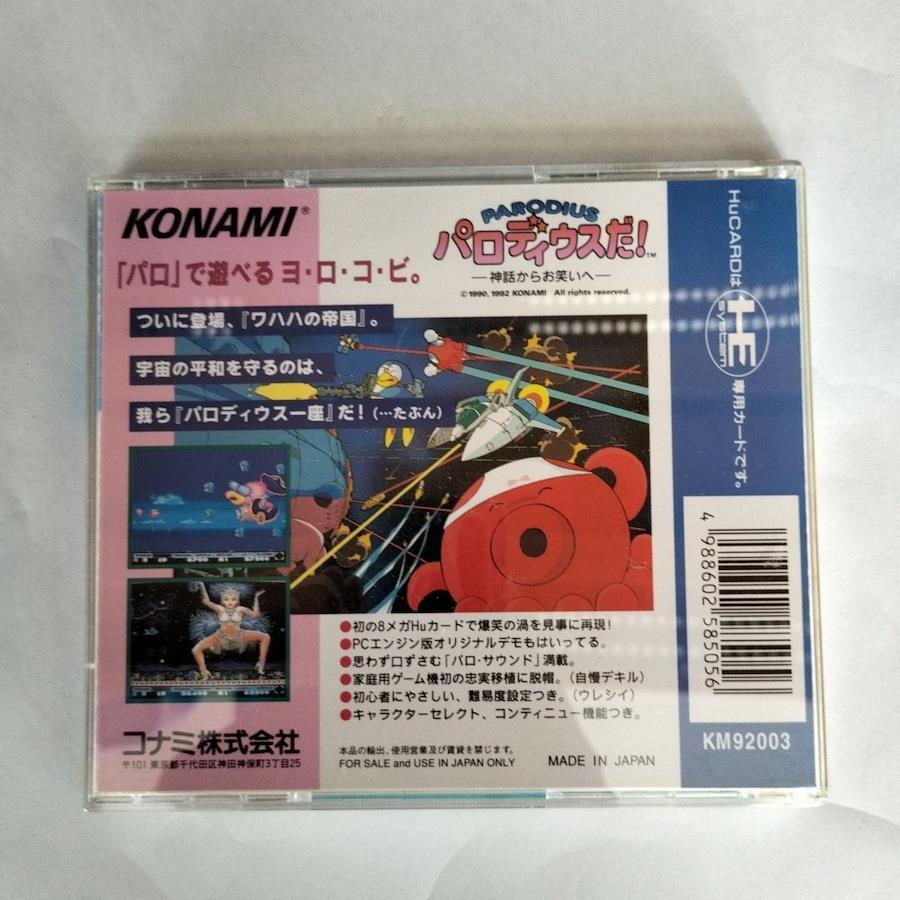 KONAMI®
PARODIUS
パロディウスだ!™
―神話からお笑いへ―
© 1990, 1992 KONAMI All rights reserved.
「パロ」で遊べるヨ・ロ・コ・ビ。
ついに登場、『ワハハの帝国』。
宇宙の平和を守るのは、
我ら『パロディウス一座』だ!(…たぶん)
●初の8メガHuカードで爆笑の渦を見事に再現!
●PCエンジン版オリジナルデモもはいってる。
●思わず口ずさむ「パロ・サウンド」満載。
●家庭用ゲーム機初の忠実移植に脱帽。(自慢デキル)
●初心者にやさしい、難易度設定つき。(ウレシイ)
●キャラクターセレクト、コンティニュー機能つき。
コナミ株式会社
〒101 東京都千代田区神田神保町3丁目25
本品の輸出、使用営業及び賃貸を禁じます。
FOR SALE and USE IN JAPAN ONLY
MADE IN JAPAN
HuCARDは
HE
SYSTEM
専用カードです。
4 988602 585056
KM92003